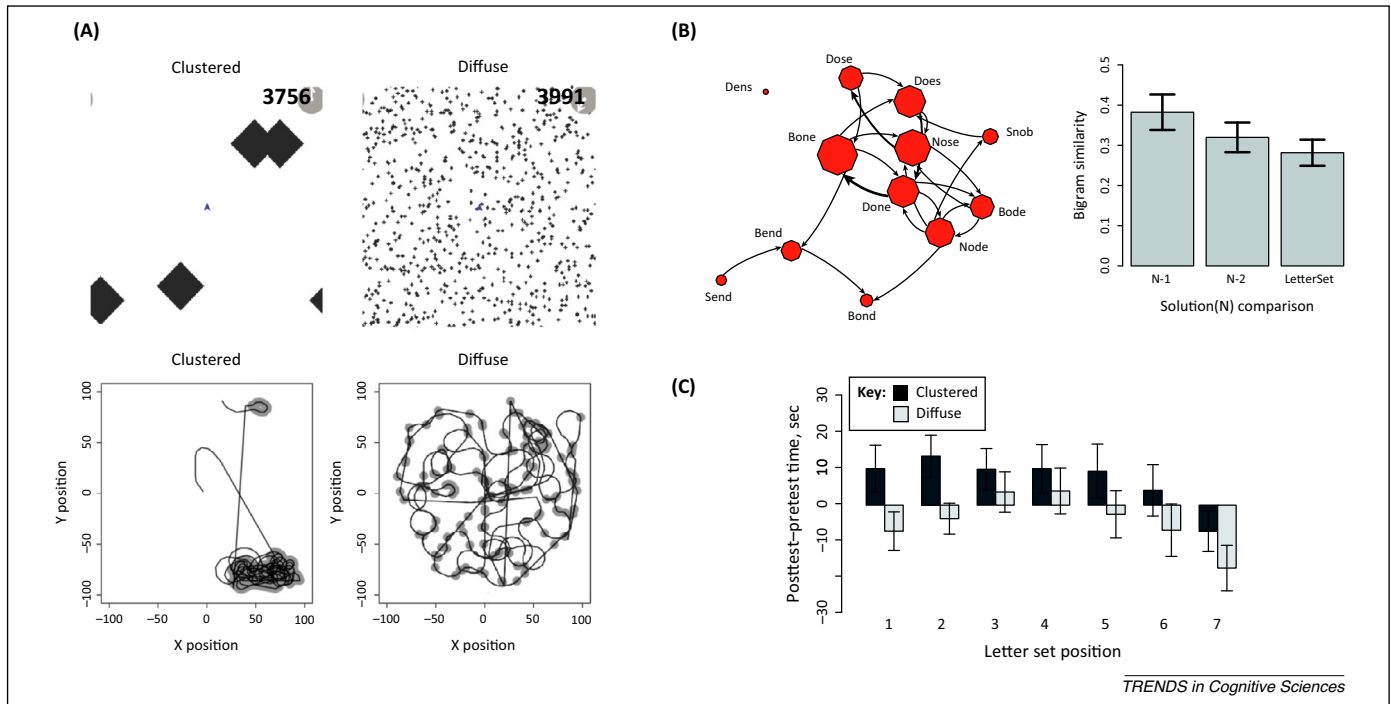 (A)
Clustered
Diffuse
3756
3991
Clustered
Diffuse
Y position
100
50
0
−50
−100
−100
−50
0
50
100
X position
Y position
100
50
0
−50
−100
−100
−50
0
50
100
X position
(B)
Dens
Dose
Does
Bone
Nose
Snob
Done
Bode
Node
Bend
Send
Bond
Bigram similarity
0.5
0.4
0.3
0.2
0.1
0.0
N-1
N-2
LetterSet
Solution(N) comparison
(C)
Key:
Clustered
Diffuse
Posttest–pretest time, sec
30
20
10
0
−10
−30
1
2
3
4
5
6
7
Letter set position
TRENDS in Cognitive Sciences